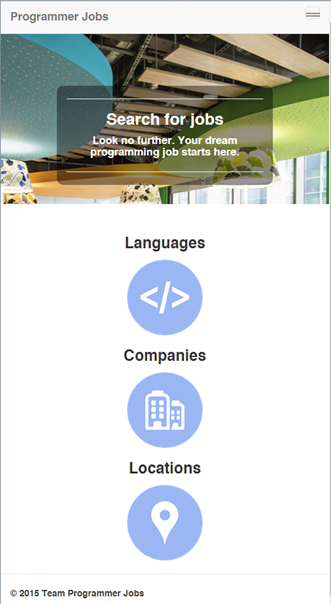 Programmer Jobs
Search for jobs
Look no further. Your dream
programming job starts here.
Languages
</>
Companies
Locations
© 2015 Team Programmer Jobs